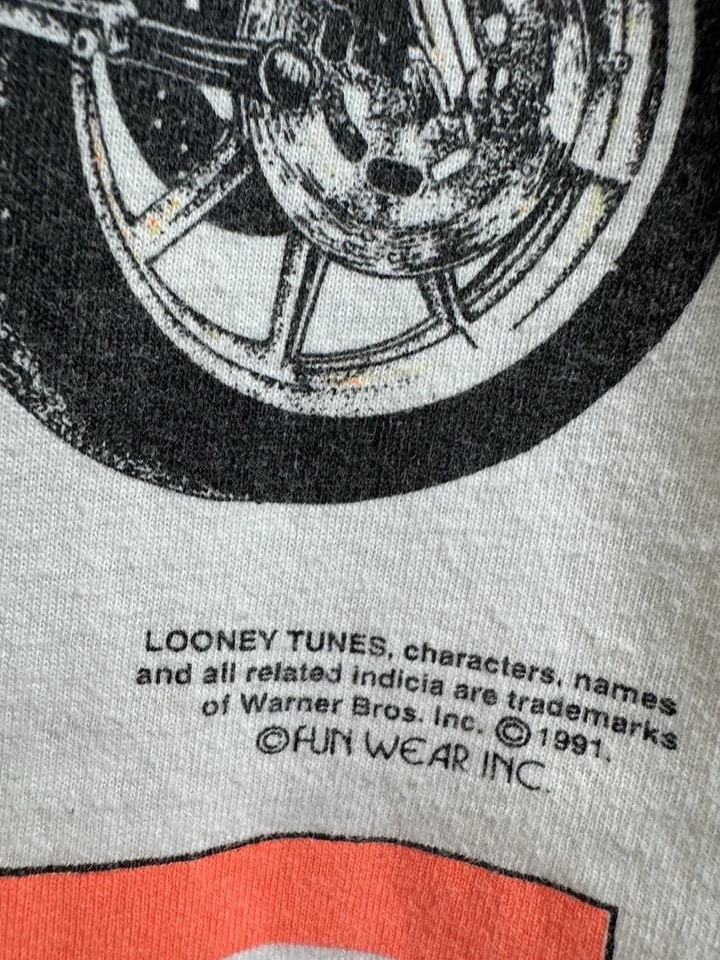 LOONEY TUNES, characters, names
and all related indicia are trademarks
of Warner Bros. Inc. © 1991.
©FUN WEAR INC.